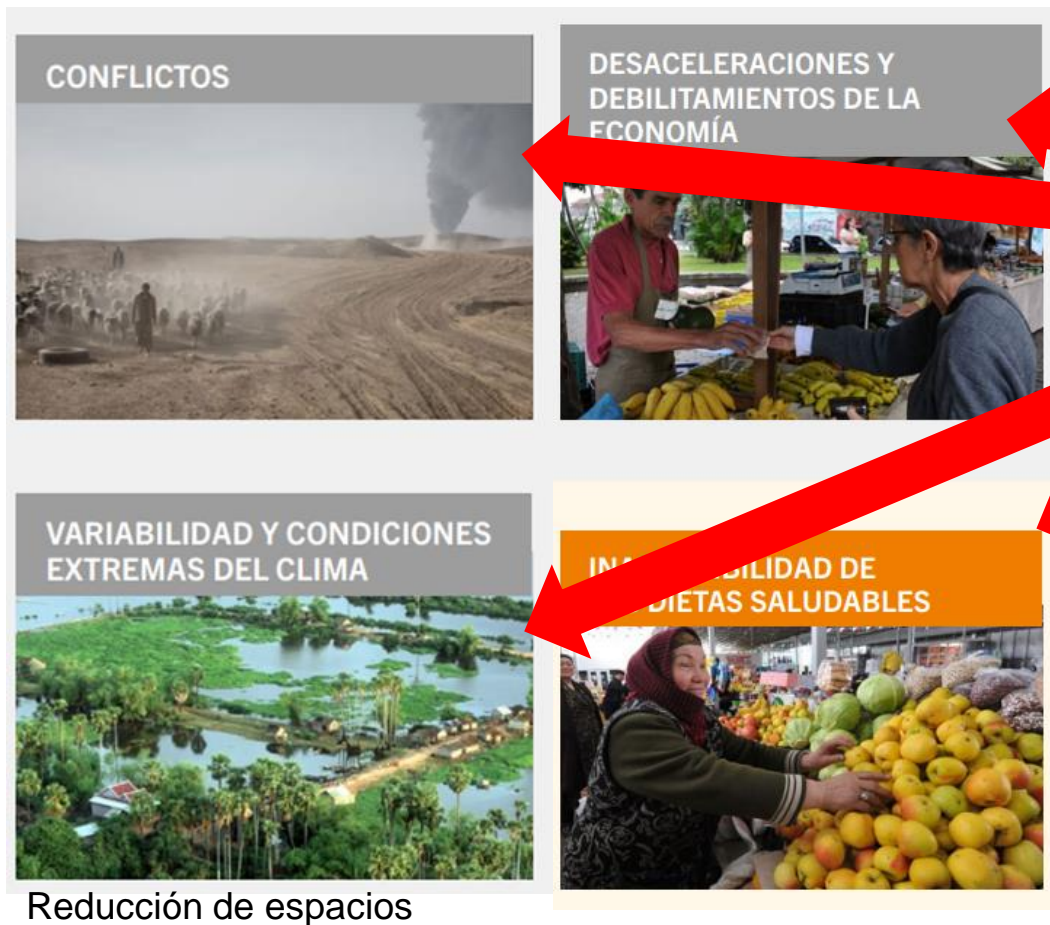 CONFLICTOS
DESACELERACIONES Y
DEBILITAMIENTOS DE LA
ECONOMÍA
VARIABILIDAD Y CONDICIONES
EXTREMAS DEL CLIMA
DE
DIETAS SALUDABLES
Reducción de espacios